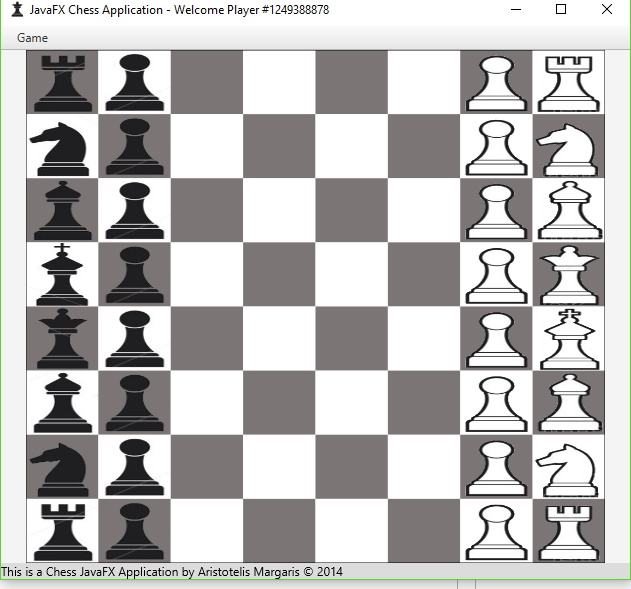 JavaFX Chess Application - Welcome Player #1249388878
Game
This is a Chess JavaFX Application by Aristotelis Margaris © 2014